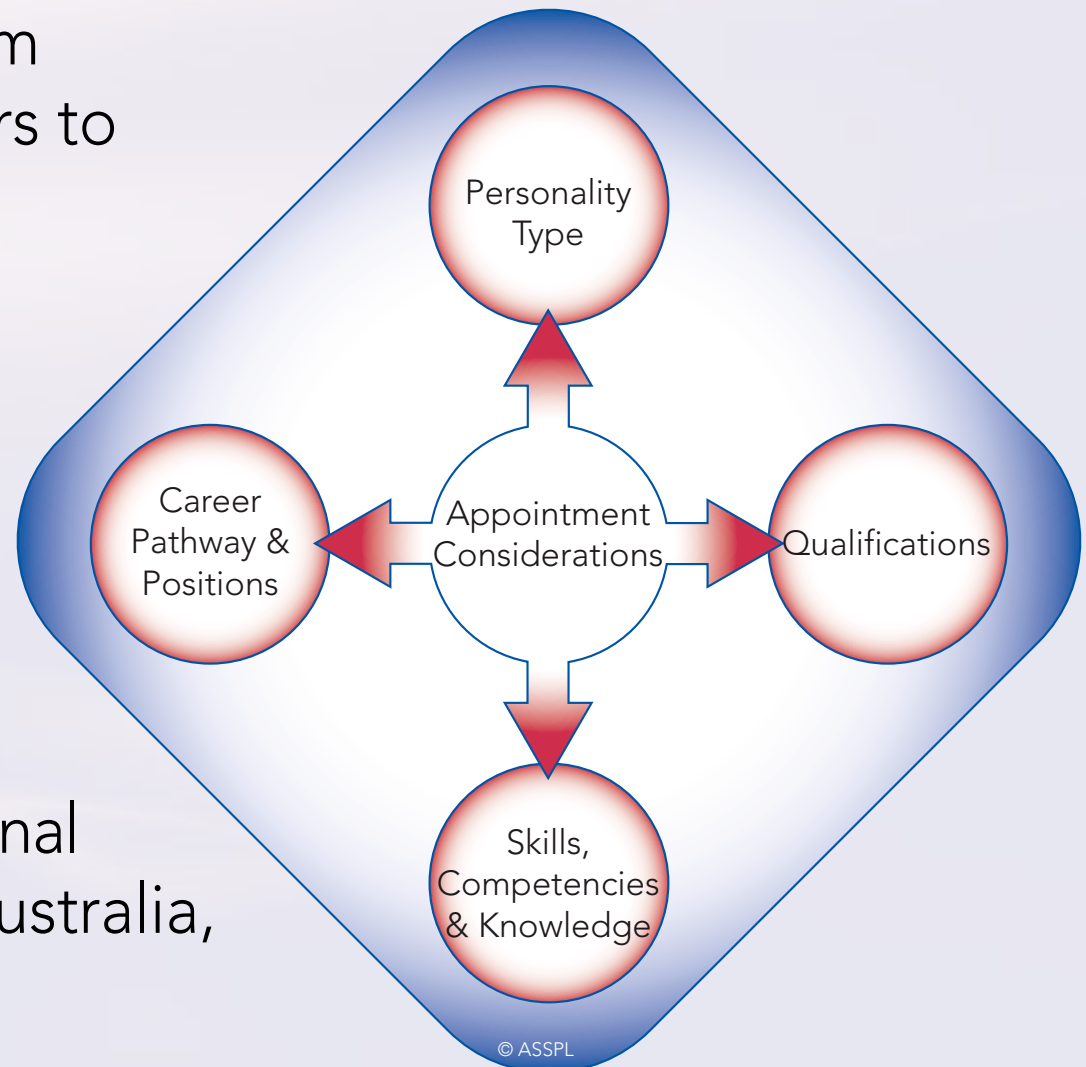 m
rs to
nal
ustralia,
Personality
Type
Career
Pathway &
Positions
Appointment
Considerations
Qualifications
Skills,
Competencies
& Knowledge
© ASSPL